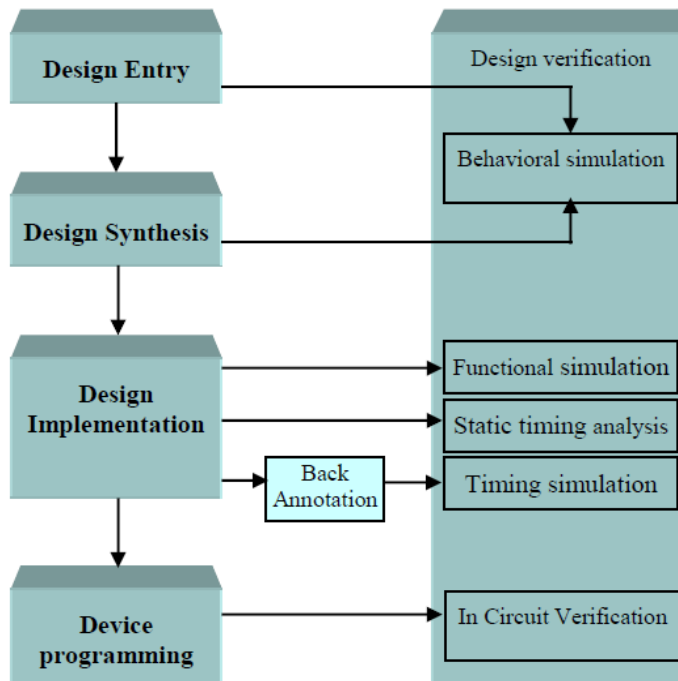 Design Entry
Design verification
Behavioral simulation
Design Synthesis
Design
Implementation
Functional simulation
Static timing analysis
Back
Annotation
Timing simulation
Device
programming
In Circuit Verification